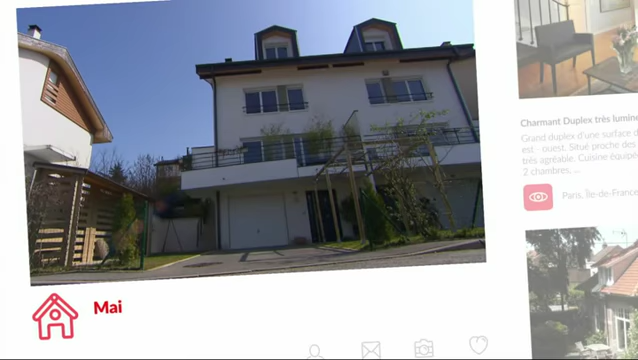 Mai
Charmant Duplex très lumine
Grand duplex d'une surface d
est - ouest. Situé proche des
très agréable. Cuisine équipé
2 chambres, ...
Paris, Île-de-France